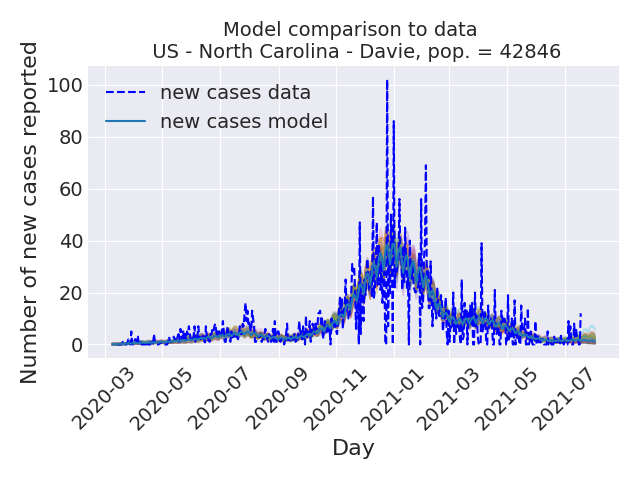 Model comparison to data
US - North Carolina - Davie, pop. = 42846
Number of new cases reported
100
80
60
40
20
0
new cases data
new cases model
2020-03
2020-05
2020-07
2020-09
2020-11
2021-01
2021-03
2021-05
2021-07
Day